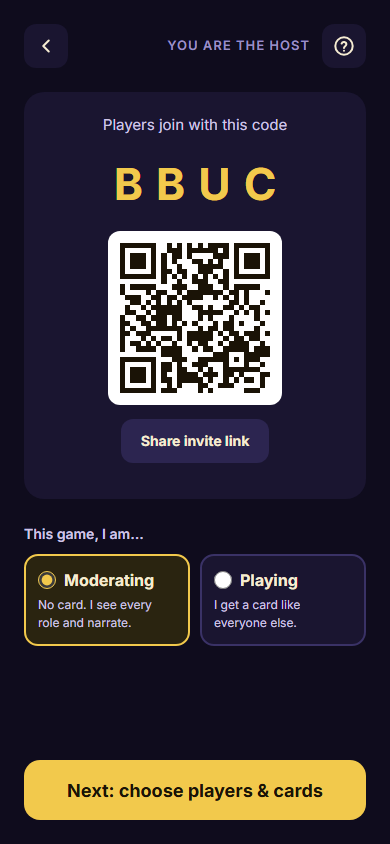 YOU ARE THE HOST
Players join with this code
BBUC
Share invite link
This game, I am...
Moderating
No card. I see every
role and narrate.
Playing
I get a card like
everyone else.
Next: choose players & cards